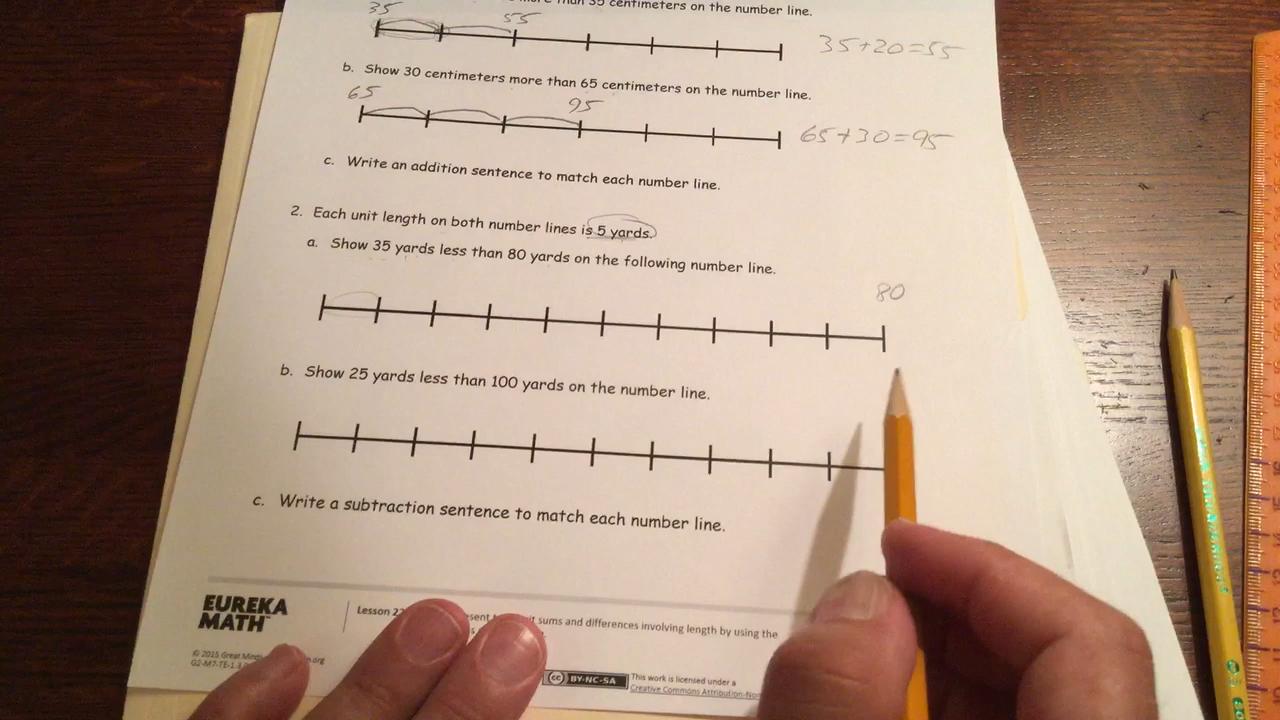 than 35 centimeters on the number line.
35 55 35+20=55
b. Show 30 centimeters more than 65 centimeters on the number line.
65 95 65+30=95
c. Write an addition sentence to match each number line.
2. Each unit length on both number lines is 5 yards.
a. Show 35 yards less than 80 yards on the following number line.
80
b. Show 25 yards less than 100 yards on the number line.
c. Write a subtraction sentence to match each number line.
EUREKA
MATH
Lesson
sums and differences involving length by using the
© 2015 Great
cc BY-NC-SA
This work is licensed under a
Creative Commons